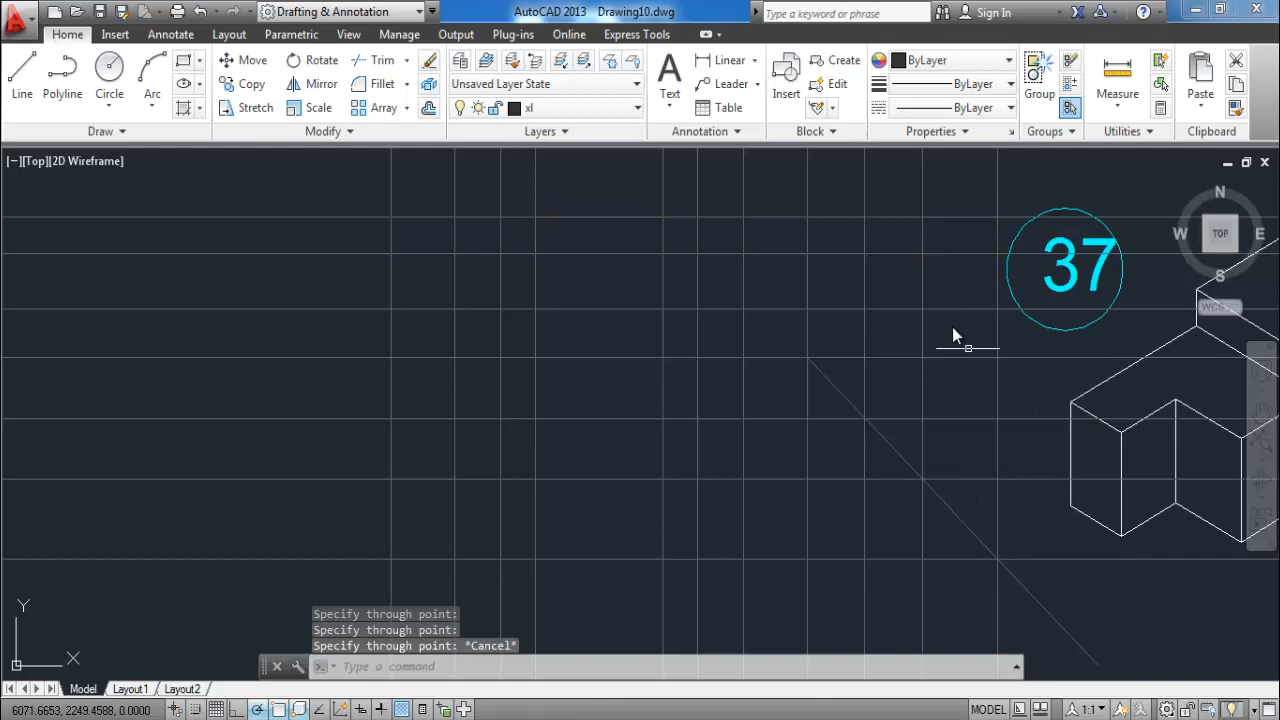 Drafting & Annotation
AutoCAD 2013 Drawing10.dwg
Type a keyword or phrase
Sign In
Home Insert Annotate Layout Parametric View Manage Output Plug-ins Online Express Tools
Line
Polyline
Circle
Arc
Draw
Move
Copy
Stretch
Rotate
Mirror
Scale
Trim
Fillet
Array
Modify
Unsaved Layer State
xl
Layers
Text
Linear
Leader
Table
Annotation
Insert
Create
Edit
Block
ByLayer
ByLayer
ByLayer
Properties
Group
Groups
Measure
Utilities
Paste
Clipboard
[−][Top][2D Wireframe]
37
N
W
TOP
E
S
WCS
Y
X
Specify through point:
Specify through point:
Specify through point: *Cancel*
Type a command
Model Layout1 Layout2
6071.6653, 2249.4588, 0.0000
MODEL
1:1